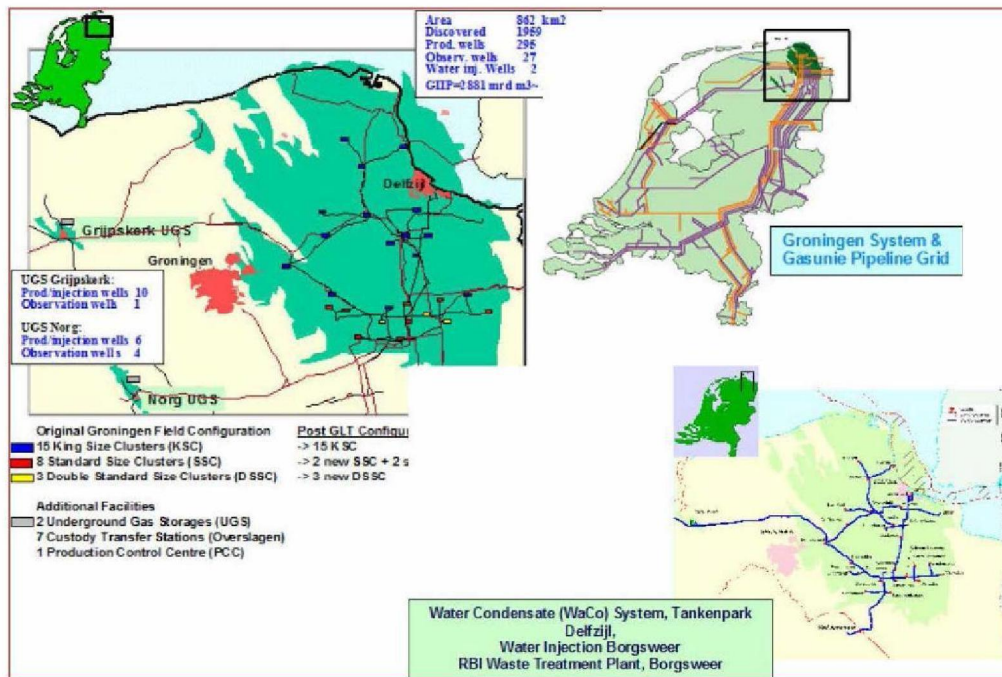 Area 862 km2
Discovered 1959
Prod. wells 296
Observ. wells 27
Water inj. Wells 2
GIIP=2881 mrd m3~
Delfzijl
Grijpskerk UGS
Groningen
UGS Grijpskerk:
Prod/injection wells 10
Observation wells 1
UGS Norg:
Prod/injection wells 6
Observation wells 4
Norg UGS
Groningen System &
Gasunie Pipeline Grid
Original Groningen Field Configuration Post GLT Configur
15 King Size Clusters (KSC) -> 15 KSC
8 Standard Size Clusters (SSC) -> 2 new SSC + 2 s
3 Double Standard Size Clusters (DSSC) -> 3 new DSSC
Additional Facilities
2 Underground Gas Storages (UGS)
7 Custody Transfer Stations (Overslagen)
1 Production Control Centre (PCC)
Water Condensate (WaCo) System, Tankenpark
Delfzijl,
Water Injection Borgsweer
RBI Waste Treatment Plant, Borgsweer